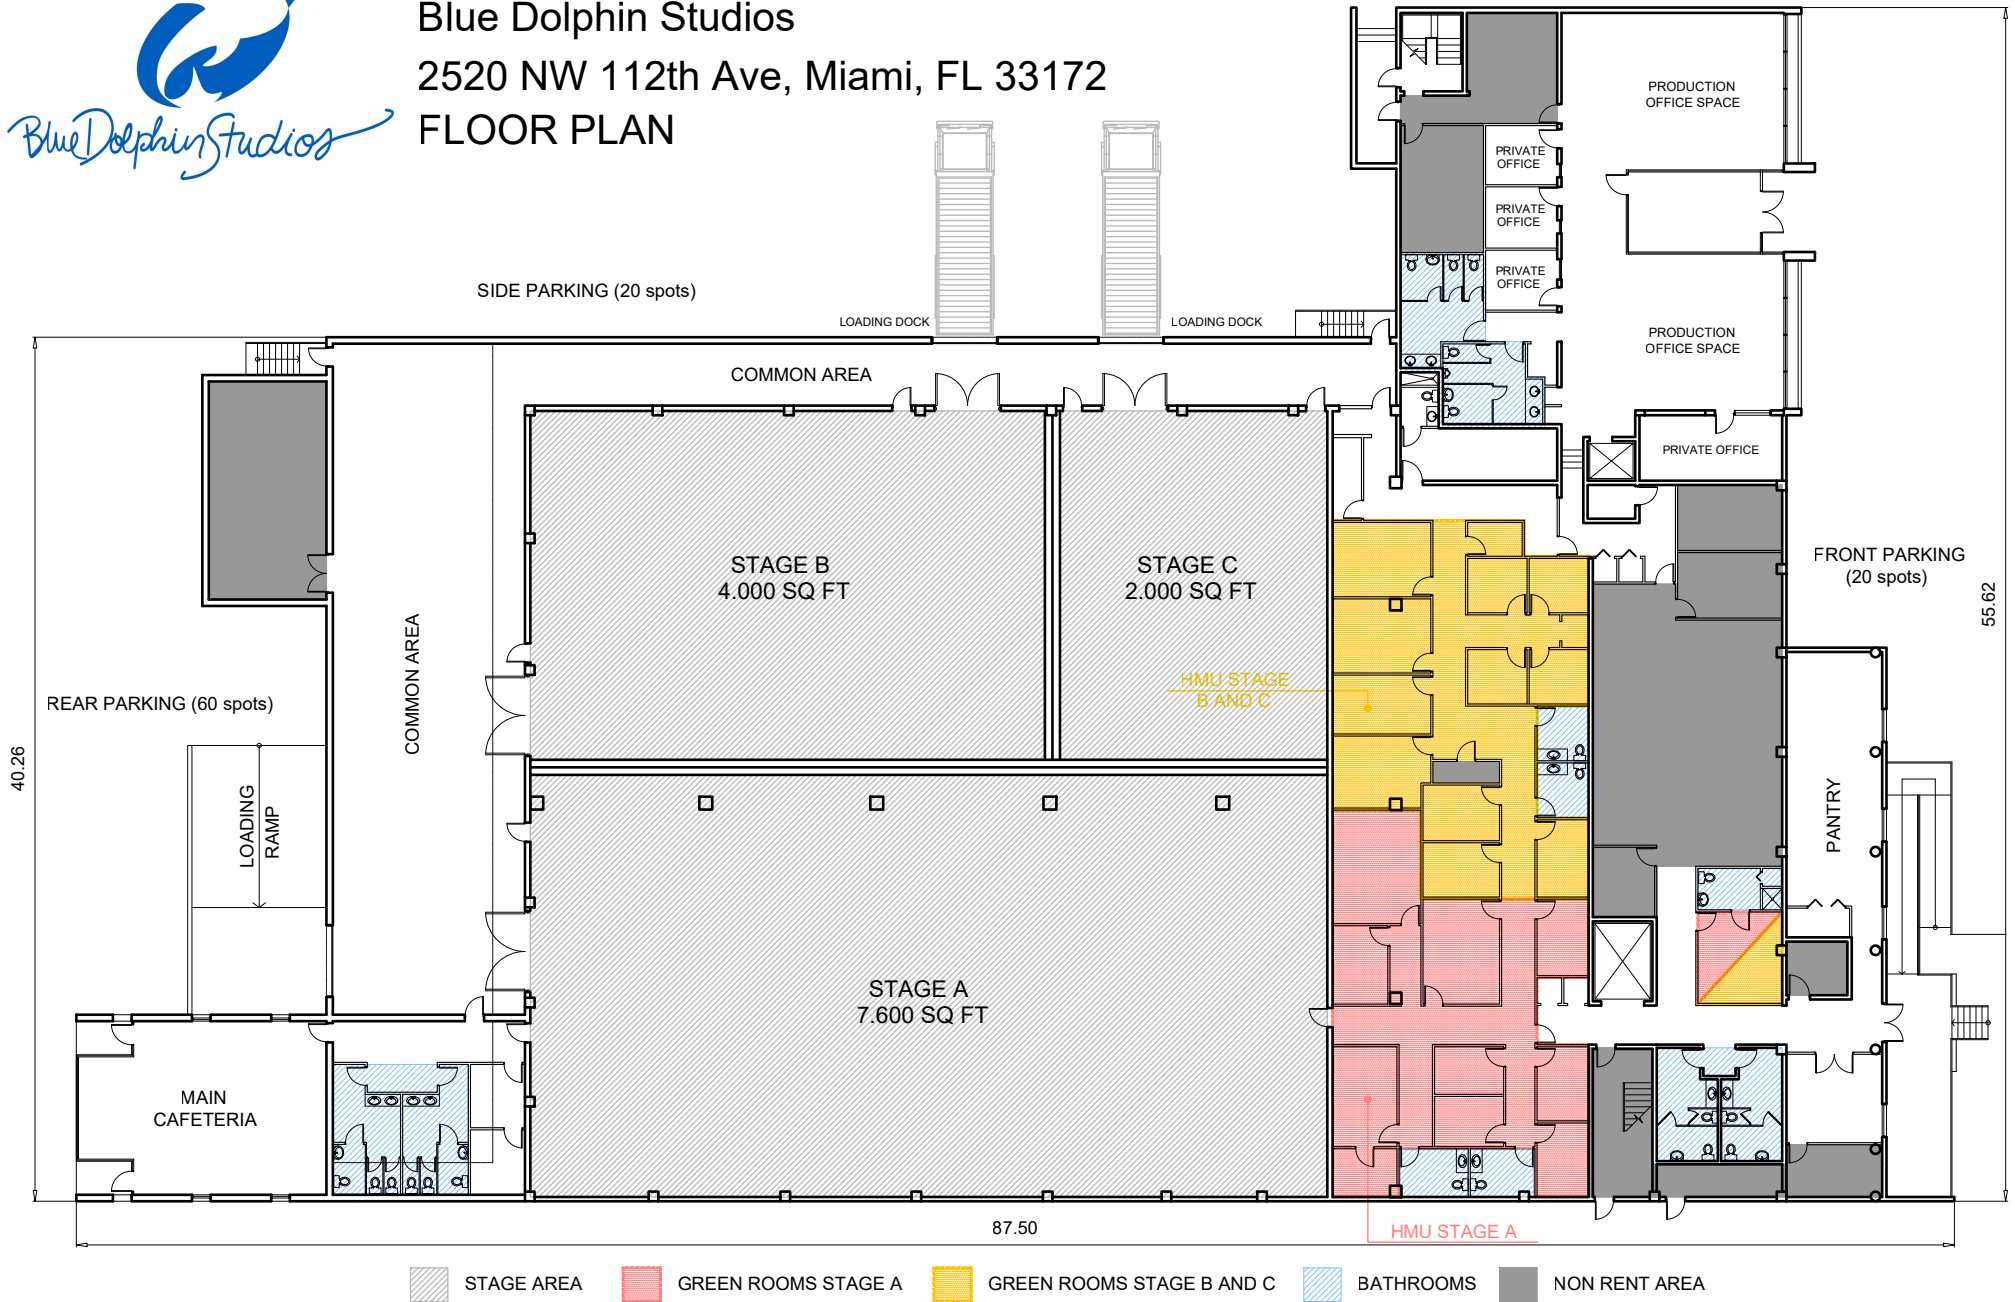 Blue Dolphin Studios
2520 NW 112th Ave, Miami, FL 33172
FLOOR PLAN
BlueDolphinStudios
PRODUCTION
OFFICE SPACE
PRIVATE
OFFICE
PRIVATE
OFFICE
PRIVATE
OFFICE
SIDE PARKING (20 spots)
LOADING DOCK
LOADING DOCK
PRODUCTION
OFFICE SPACE
COMMON AREA
PRIVATE OFFICE
STAGE B
4.000 SQ FT
STAGE C
2.000 SQ FT
FRONT PARKING
(20 spots)
55.62
COMMON AREA
HMU STAGE
B AND C
REAR PARKING (60 spots)
40.26
LOADING
RAMP
PANTRY
STAGE A
7.600 SQ FT
MAIN
CAFETERIA
87.50
HMU STAGE A
STAGE AREA
GREEN ROOMS STAGE A
GREEN ROOMS STAGE B AND C
BATHROOMS
NON RENT AREA